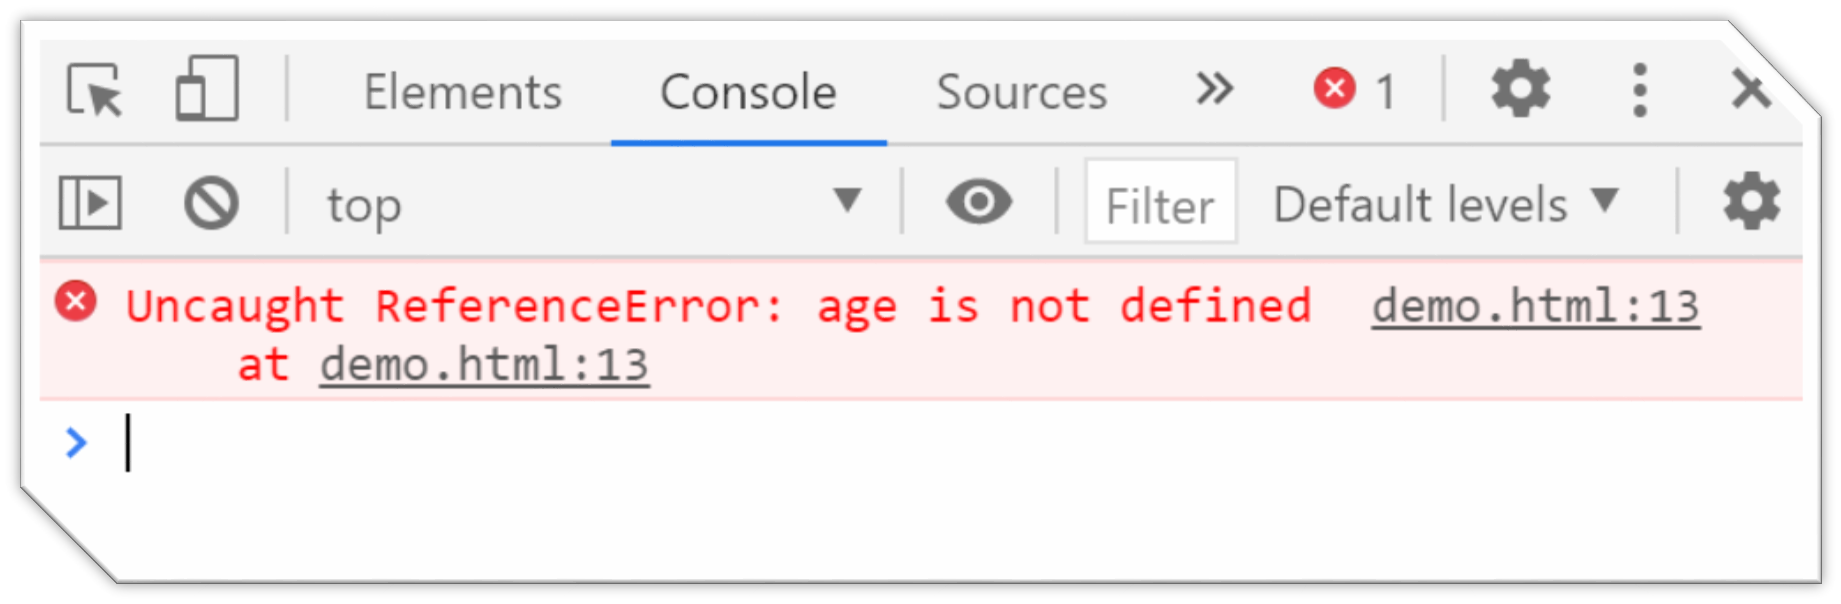 Elements Console Sources 1
top Filter Default levels
Uncaught ReferenceError: age is not defined demo.html:13
at demo.html:13